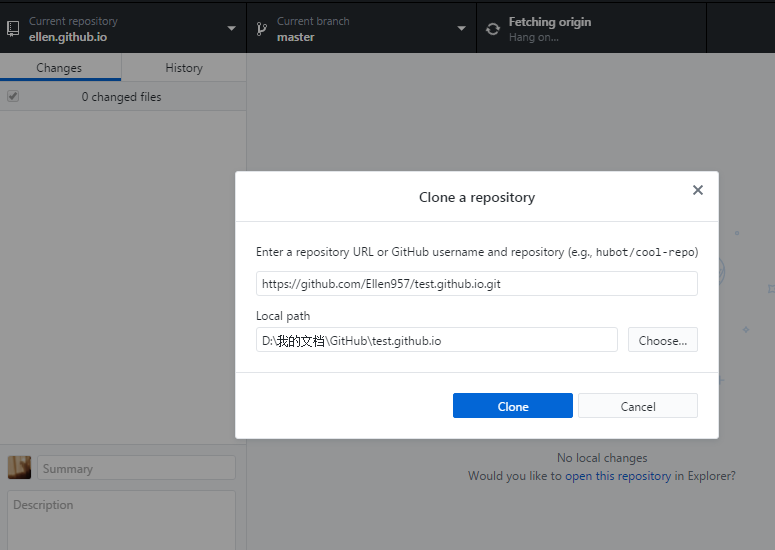 Current repository
ellen.github.io
Current branch
master
Fetching origin
Hang on...
Changes
History
0 changed files
Clone a repository
Enter a repository URL or GitHub username and repository (e.g., hubot/cool-repo)
https://github.com/Ellen957/test.github.io.git
Local path
D:\我的文档\GitHub\test.github.io
Choose...
Clone
Cancel
No local changes
Would you like to open this repository in Explorer?
Summary
Description